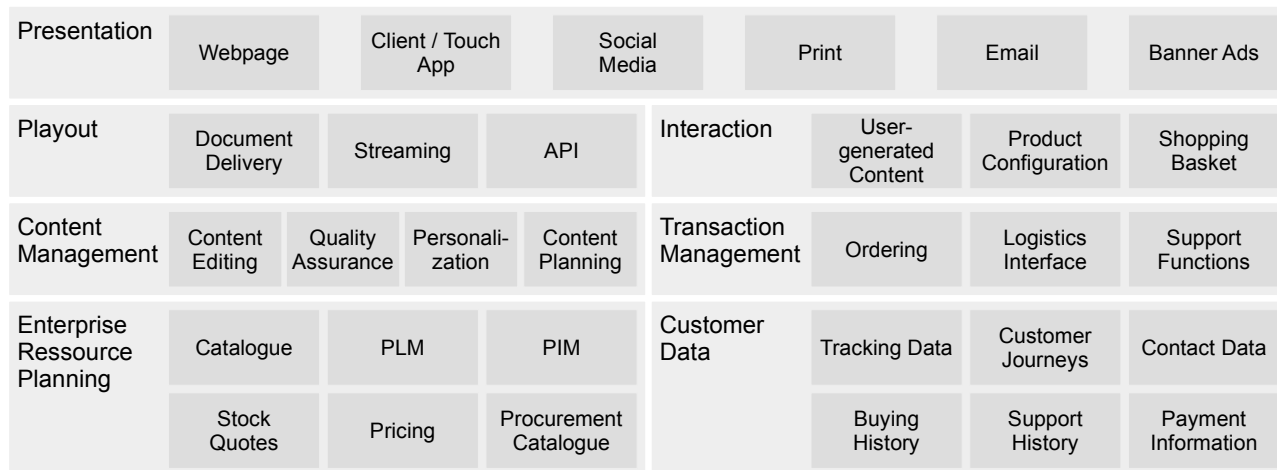 Presentation
Webpage
Client / Touch
App
Social
Media
Print
Email
Banner Ads
Playout
Document
Delivery
Streaming
API
Interaction
User-
generated
Content
Product
Configuration
Shopping
Basket
Content
Management
Content
Editing
Quality
Assurance
Personali-
zation
Content
Planning
Transaction
Management
Ordering
Logistics
Interface
Support
Functions
Enterprise
Ressource
Planning
Catalogue
PLM
PIM
Stock
Quotes
Pricing
Procurement
Catalogue
Customer
Data
Tracking Data
Customer
Journeys
Contact Data
Buying
History
Support
History
Payment
Information